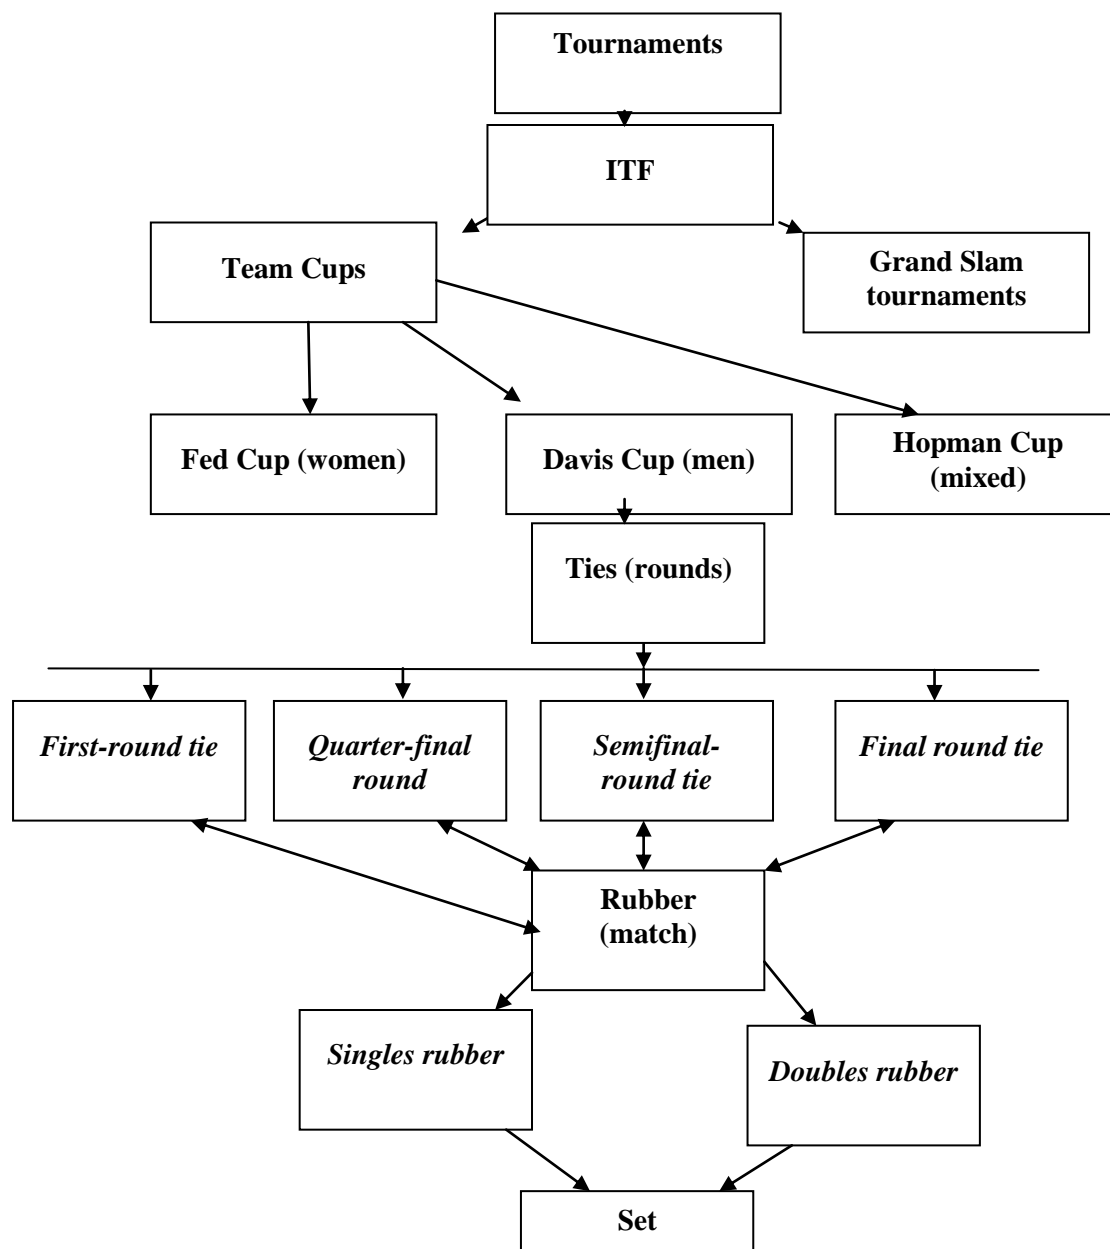 Tournaments
ITF
Team Cups
Grand Slam
tournaments
Fed Cup (women)
Davis Cup (men)
Hopman Cup
(mixed)
Ties (rounds)
First-round tie
Quarter-final
round
Semifinal-
round tie
Final round tie
Rubber
(match)
Singles rubber
Doubles rubber
Set